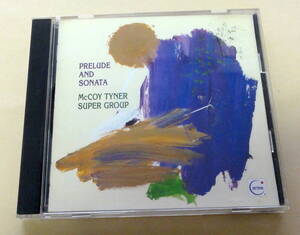 PRELUDE
AND
SONATA
McCOY TYNER
SUPER GROUP